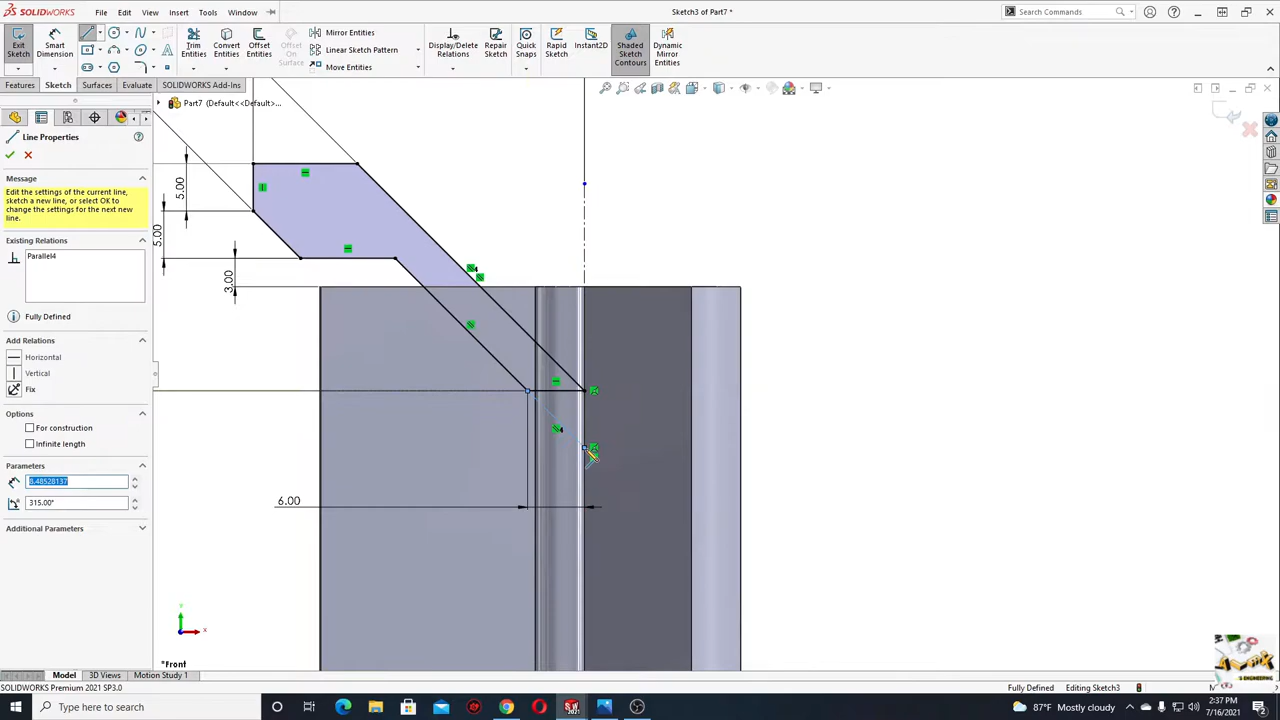 SOLIDWORKS
File Edit View Insert Tools Window
Sketch3 of Part7 *
Search Commands
Exit Sketch
Smart Dimension
Trim Entities
Convert Entities
Offset Entities
Offset On Surface
Mirror Entities
Linear Sketch Pattern
Move Entities
Display/Delete Relations
Repair Sketch
Quick Snaps
Rapid Sketch
Instant2D
Shaded Sketch Contours
Dynamic Mirror Entities
Features Sketch Surfaces Evaluate SOLIDWORKS Add-Ins
Part7 (Default<<Default>...
Line Properties
Message
Edit the settings of the current line, sketch a new line, or select OK to change the settings for the next new line.
Existing Relations
Parallel4
Fully Defined
Add Relations
Horizontal
Vertical
Fix
Options
For construction
Infinite length
Parameters
8.48528137
315.00°
Additional Parameters
5.00
5.00
3.00
4
4
6.00
Y
X
*Front
Model 3D Views Motion Study 1
SOLIDWORKS Premium 2021 SP3.0
Fully Defined Editing Sketch3
Type here to search
87°F Mostly cloudy
2:37 PM
7/16/2021